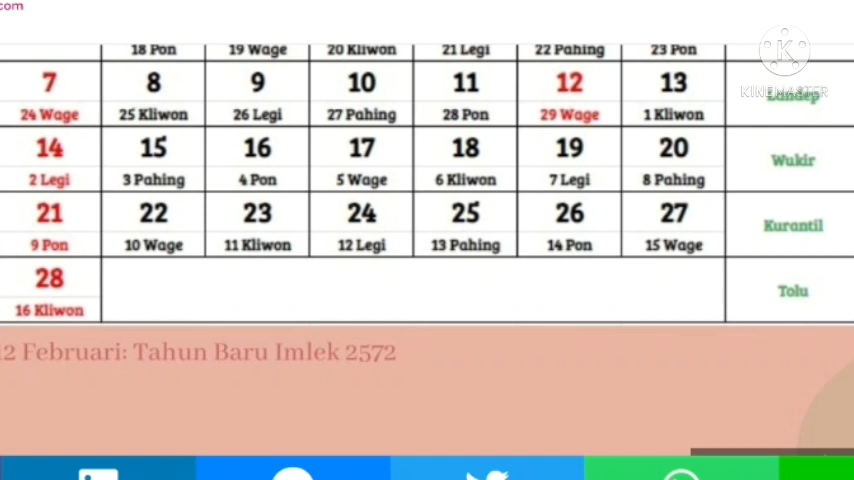 com
18 Pon 19 Wage 20 Kliwon 21 Legi 22 Pahing 23 Pon
7 8 9 10 11 12 13
24 Wage 25 Kliwon 26 Legi 27 Pahing 28 Pon 29 Wage 1 Kliwon
Landep
K
KINEMASTER
14 15 16 17 18 19 20
2 Legi 3 Pahing 4 Pon 5 Wage 6 Kliwon 7 Legi 8 Pahing
Wukir
21 22 23 24 25 26 27
9 Pon 10 Wage 11 Kliwon 12 Legi 13 Pahing 14 Pon 15 Wage
Kurantil
28
16 Kliwon
Tolu
12 Februari: Tahun Baru Imlek 2572